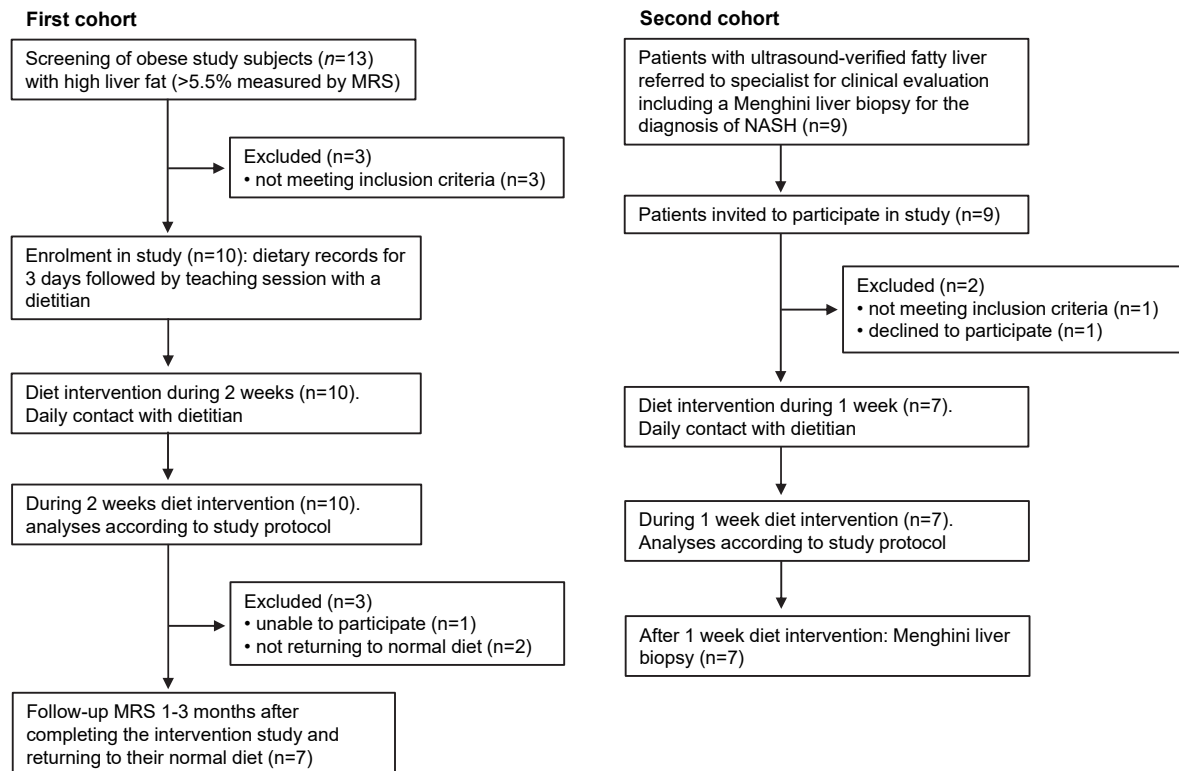 First cohort
Screening of obese study subjects (n=13)
with high liver fat (>5.5% measured by MRS)
Excluded (n=3)
• not meeting inclusion criteria (n=3)
Enrolment in study (n=10): dietary records for
3 days followed by teaching session with a
dietitian
Diet intervention during 2 weeks (n=10).
Daily contact with dietitian
During 2 weeks diet intervention (n=10).
analyses according to study protocol
Excluded (n=3)
• unable to participate (n=1)
• not returning to normal diet (n=2)
Follow-up MRS 1-3 months after
completing the intervention study and
returning to their normal diet (n=7)
Second cohort
Patients with ultrasound-verified fatty liver
referred to specialist for clinical evaluation
including a Menghini liver biopsy for the
diagnosis of NASH (n=9)
Patients invited to participate in study (n=9)
Excluded (n=2)
• not meeting inclusion criteria (n=1)
• declined to participate (n=1)
Diet intervention during 1 week (n=7).
Daily contact with dietitian
During 1 week diet intervention (n=7).
Analyses according to study protocol
After 1 week diet intervention: Menghini liver
biopsy (n=7)